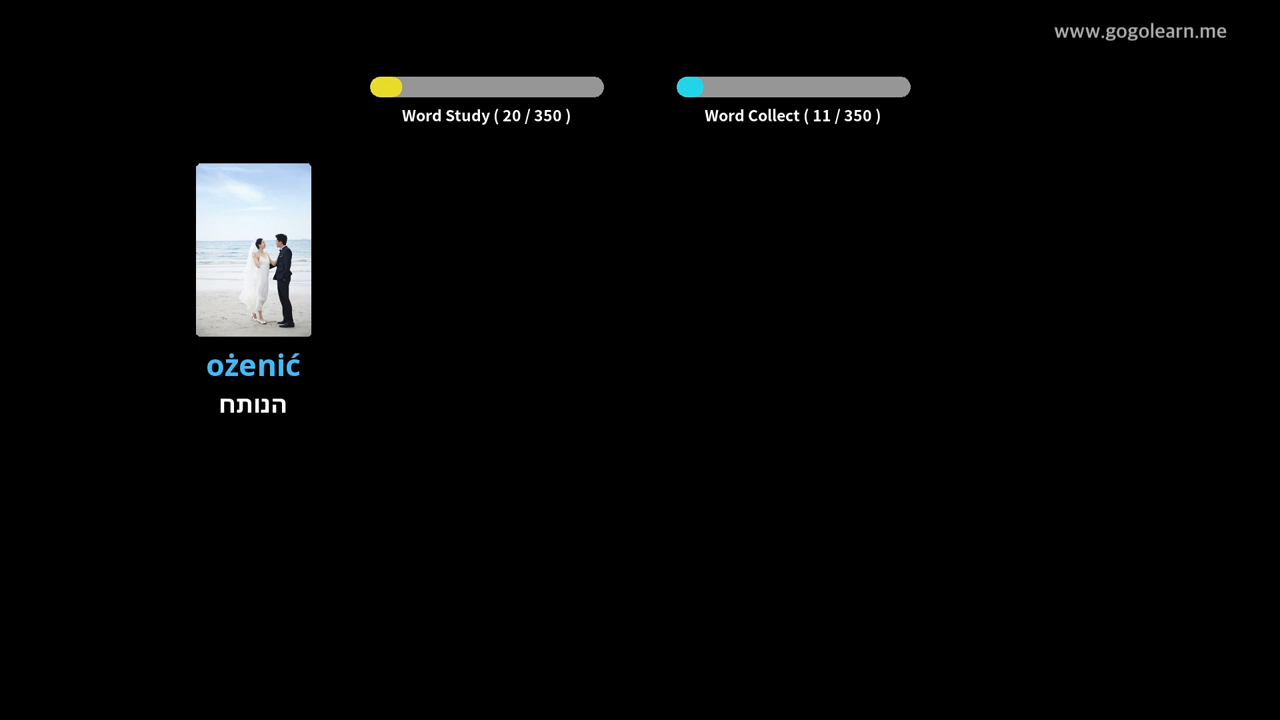 www.gogolearn.me
Word Study ( 20 / 350 )
Word Collect ( 11 / 350 )
ożenić
הנותח